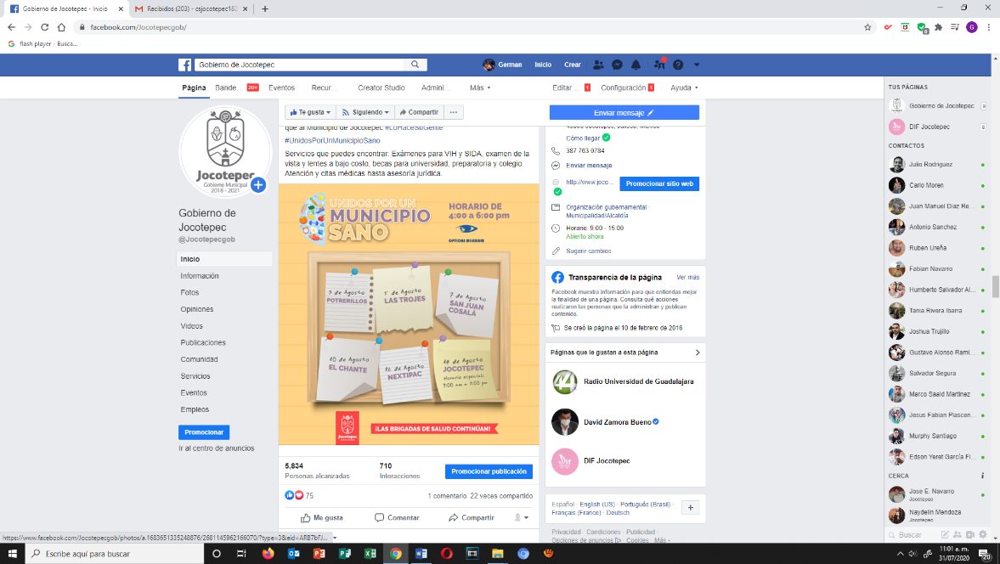 Gobierno de Jocotepec - Inicio
Recibidos (203) - csjocotepec182
facebook.com/Jocotepecgob/
flash player - Busca...
Gobierno de Jocotepec
German
Inicio
Crear
Página
Bande...
20+
Eventos
Recur...
Creator Studio
Admini...
Más
Editar ...
1
Configuración
1
Ayuda
Jocotepec
Gobierno Municipal
2018 - 2021
Gobierno de
Jocotepec
@Jocotepecgob
Inicio
Información
Fotos
Opiniones
Videos
Publicaciones
Comunidad
Servicios
Eventos
Empleos
Promocionar
Ir al centro de anuncios
Te gusta
Siguiendo
Compartir
que al Municipio de Jocotepec #LoHaceSuGente
#UnidosPorUnMunicipioSano
Servicios que puedes encontrar: Exámenes para VIH y SIDA, examen de la
vista y lentes a bajo costo, becas para universidad, preparatoria y colegio.
Atención y citas médicas hasta asesoría jurídica.
UNIDOS POR UN
MUNICIPIO
SANO
HORARIO DE
4:00 a 6:00 pm
3 de Agosto
POTRERILLOS
5 de Agosto
LAS TROJES
7 de Agosto
SAN JUAN
COSALÁ
10 de Agosto
EL CHANTE
12 de Agosto
NEXTIPAC
14 de Agosto
JOCOTEPEC
Horario especial:
9:00 am a 3:00 pm
Jocotepec
¡LAS BRIGADAS DE SALUD CONTINÚAN!
5,834
Personas alcanzadas
710
Interacciones
Promocionar publicación
75
1 comentario 22 veces compartido
Me gusta
Comentar
Compartir
Enviar mensaje
45800 Jocotepec, Jalisco, México
Cómo llegar
387 763 0784
Enviar mensaje
http://www.joco...
Promocionar sitio web
Organización gubernamental ·
Municipalidad/Alcaldía
Horario: 9:00 - 15:00
Abierto ahora
Sugerir cambios
Transparencia de la página
Ver más
Facebook muestra información para que entiendas mejor
la finalidad de una página. Consulta qué acciones
realizaron las personas que la administran y publican
contenido.
Se creó la página el 10 de febrero de 2016
Páginas que le gustan a esta página
Radio Universidad de Guadalajara
David Zamora Bueno
DIF Jocotepec
Español · English (US) · Português (Brasil) ·
Français (France) · Deutsch
Privacidad · Condiciones · Publicidad ·
Opciones de anuncios · Cookies · Más
TUS PÁGINAS
Gobierno de Jocotepec
DIF Jocotepec
CONTACTOS
Julio Rodriguez
Carlo Moren
Juan Manuel Diaz Re...
Antonio Sanchez
Ruben Ureña
Fabian Navarro
Humberto Salvador Al...
Tania Rivera Ibarra
Joshua Trujillo
Gustavo Alonso Rami...
Salvador Segura
Marco Saaid Martinez
Jesus Fabian Plascen...
Murphy Santiago
Edson Yeret García Fi...
CERCA
Jose E. Navarro
Jocotepec
Naydelin Mendoza
Jocotepec
Buscar
https://www.facebook.com/Jocotepecgob/photos/a.1683651335248876/2681145962166070/?type=3&eid=ARB7bFJ...
Escribe aquí para buscar
11:01 a. m.
31/07/2020
20